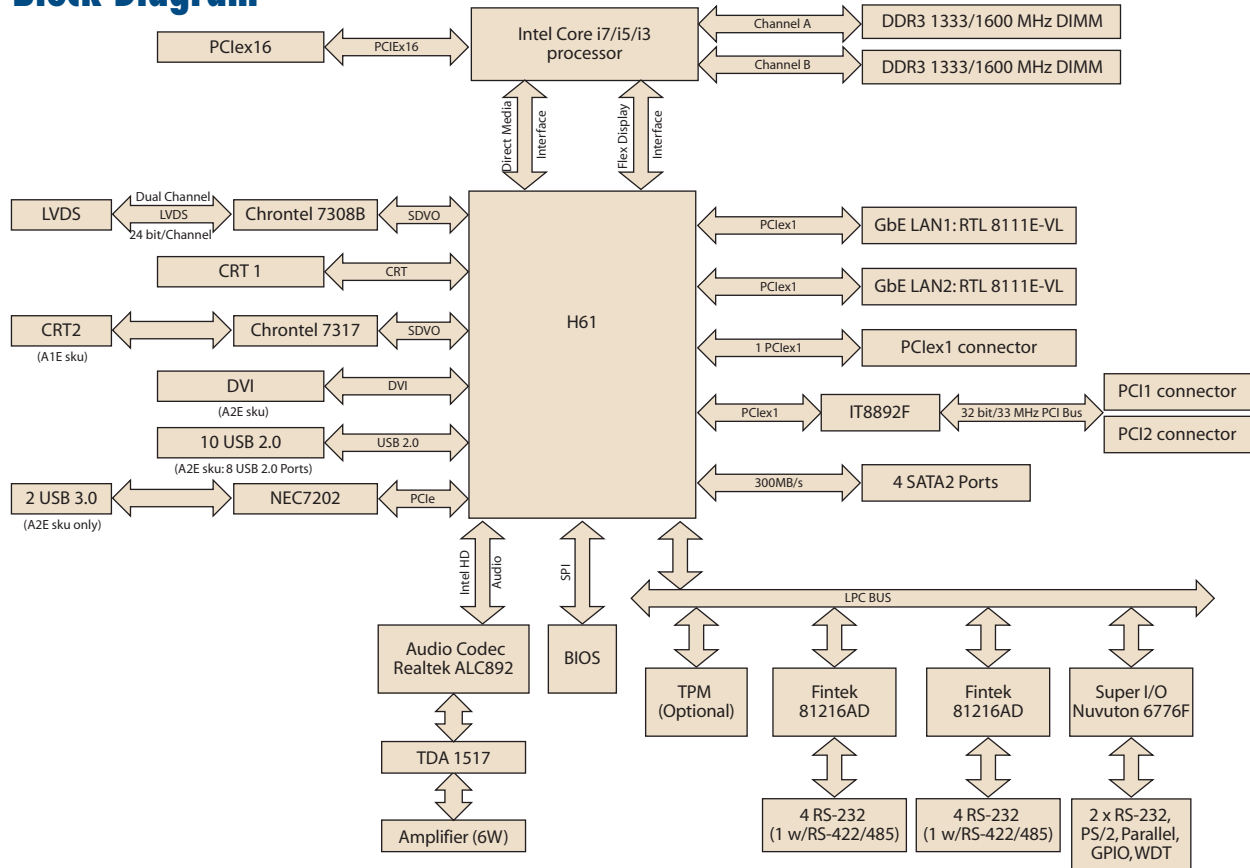 Block Diagram
PCIex16
PCIEx16
Intel Core i7/i5/i3
processor
Channel A
DDR3 1333/1600 MHz DIMM
Channel B
DDR3 1333/1600 MHz DIMM
Direct Media
Interface
Flex Display
Interface
H61
LVDS
Dual Channel
LVDS
24 bit/Channel
Chrontel 7308B
SDVO
CRT 1
CRT
CRT2
(A1E sku)
Chrontel 7317
SDVO
DVI
(A2E sku)
DVI
10 USB 2.0
(A2E sku: 8 USB 2.0 Ports)
USB 2.0
2 USB 3.0
(A2E sku only)
NEC7202
PCIe
PCIex1
GbE LAN1: RTL 8111E-VL
PCIex1
GbE LAN2: RTL 8111E-VL
1 PCIex1
PCIex1 connector
PCIex1
IT8892F
32 bit/33 MHz PCI Bus
PCI1 connector
PCI2 connector
300MB/s
4 SATA2 Ports
Intel HD
Audio
SPI
LPC BUS
Audio Codec
Realtek ALC892
BIOS
TPM
(Optional)
Fintek
81216AD
Fintek
81216AD
Super I/O
Nuvuton 6776F
TDA 1517
Amplifier (6W)
4 RS-232
(1 w/RS-422/485)
4 RS-232
(1 w/RS-422/485)
2 x RS-232,
PS/2, Parallel,
GPIO, WDT